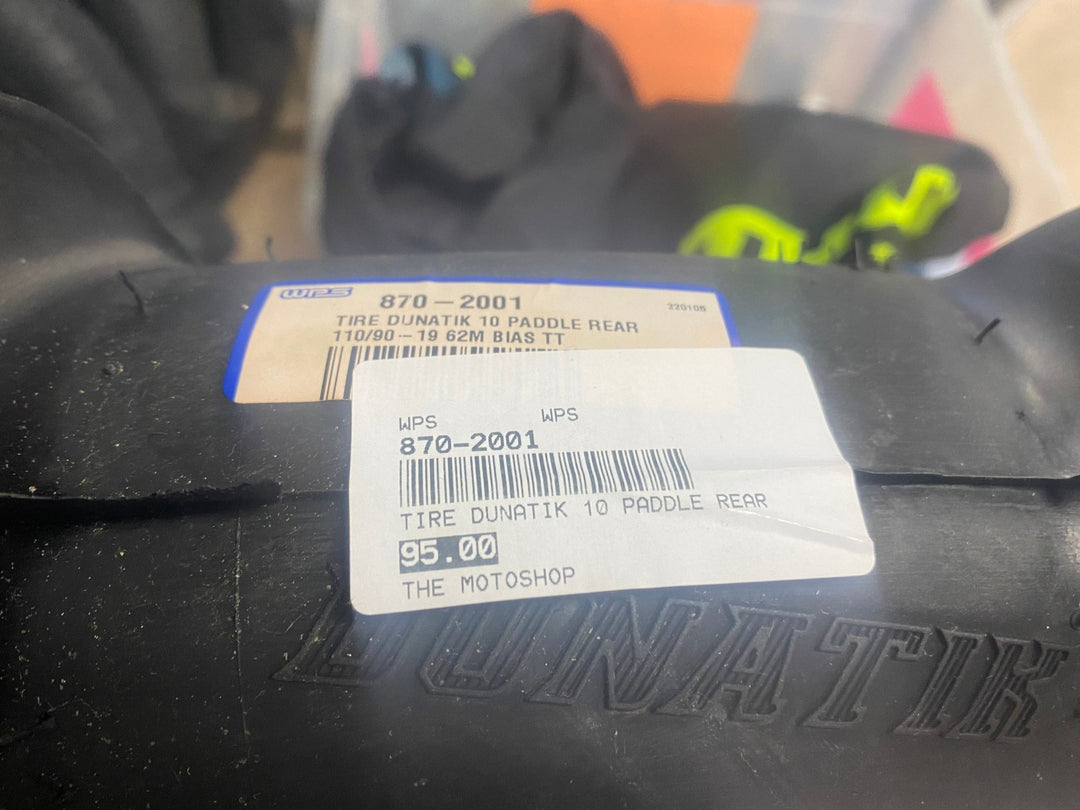 WPS 870-2001 220105
TIRE DUNATIK 10 PADDLE REAR
110/90-19 62M BIAS TT
WPS WPS
870-2001
TIRE DUNATIK 10 PADDLE REAR
95.00
THE MOTOSHOP
DUNATIK